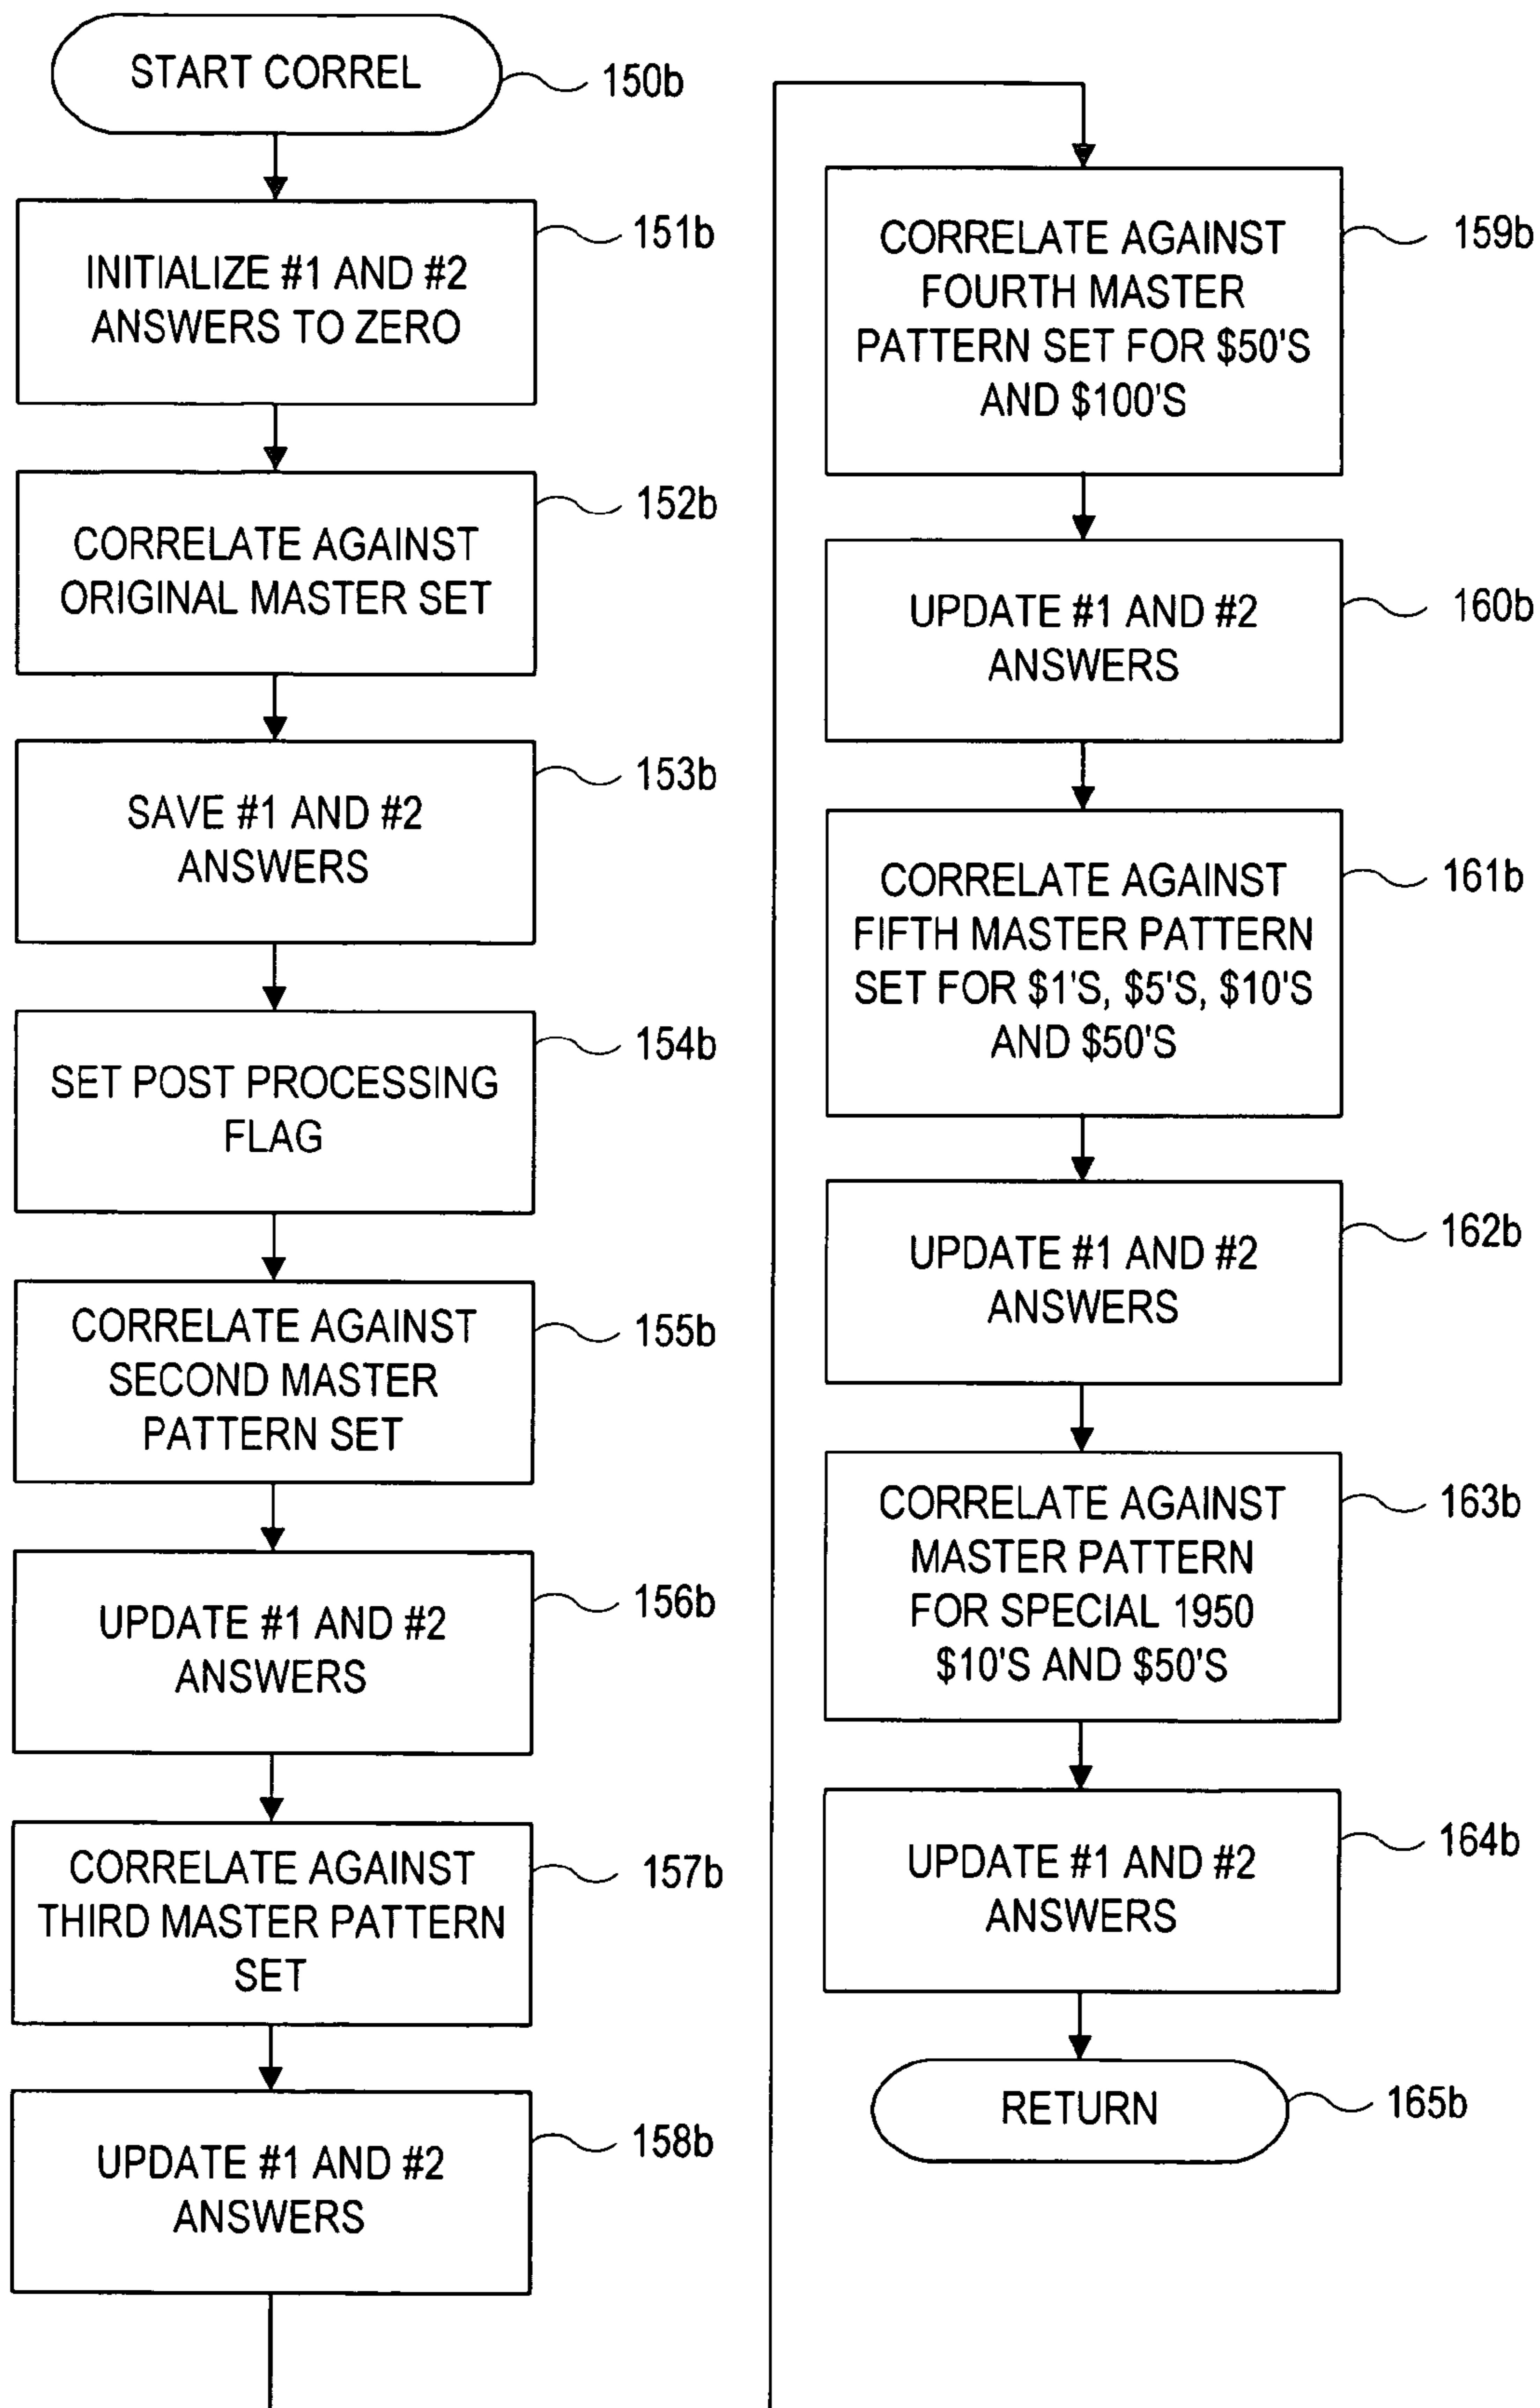 START CORREL
150b
INITIALIZE #1 AND #2
ANSWERS TO ZERO
151b
CORRELATE AGAINST
ORIGINAL MASTER SET
152b
SAVE #1 AND #2
ANSWERS
153b
SET POST PROCESSING
FLAG
154b
CORRELATE AGAINST
SECOND MASTER
PATTERN SET
155b
UPDATE #1 AND #2
ANSWERS
156b
CORRELATE AGAINST
THIRD MASTER PATTERN
SET
157b
UPDATE #1 AND #2
ANSWERS
158b
CORRELATE AGAINST
FOURTH MASTER
PATTERN SET FOR $50'S
AND $100'S
159b
UPDATE #1 AND #2
ANSWERS
160b
CORRELATE AGAINST
FIFTH MASTER PATTERN
SET FOR $1'S, $5'S, $10'S
AND $50'S
161b
UPDATE #1 AND #2
ANSWERS
162b
CORRELATE AGAINST
MASTER PATTERN
FOR SPECIAL 1950
$10'S AND $50'S
163b
UPDATE #1 AND #2
ANSWERS
164b
RETURN
165b